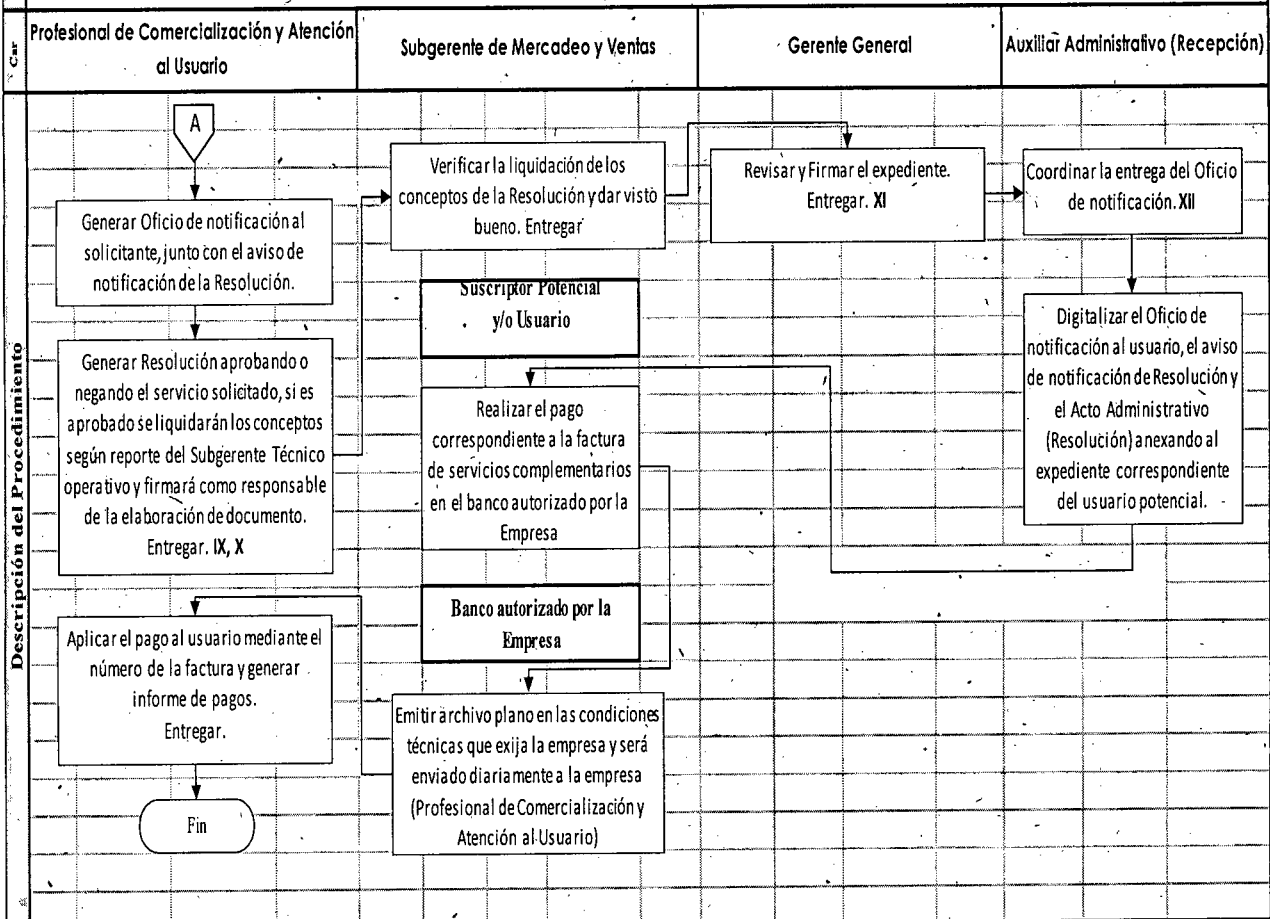 Car
Profesional de Comercialización y Atención
al Usuario
Subgerente de Mercadeo y Ventas
Gerente General
Auxiliar Administrativo (Recepción)
Descripción del Procedimiento
A
Generar Oficio de notificación al
solicitante, junto con el aviso de
notificación de la Resolución.
Generar Resolución aprobando o
negando el servicio solicitado, si es
aprobado se liquidarán los conceptos
según reporte del Subgerente Técnico
operativo y firmará como responsable
de la elaboración de documento.
Entregar. IX, X
Verificar la liquidación de los
conceptos de la Resolución y dar visto
bueno. Entregar
Revisar y Firmar el expediente.
Entregar. XI
Coordinar la entrega del Oficio
de notificación. XII
Digitalizar el Oficio de
notificación al usuario, el aviso
de notificación de Resolución y
el Acto Administrativo
(Resolución) anexando al
expediente correspondiente
del usuario potencial.
Suscriptor Potencial
y/o Usuario
Realizar el pago
correspondiente a la factura
de servicios complementarios
en el banco autorizado por la
Empresa
Banco autorizado por la
Empresa
Emitir archivo plano en las condiciones
técnicas que exija la empresa y será
enviado diariamente a la empresa
(Profesional de Comercialización y
Atención al Usuario)
Aplicar el pago al usuario mediante el
número de la factura y generar
informe de pagos.
Entregar.
Fin